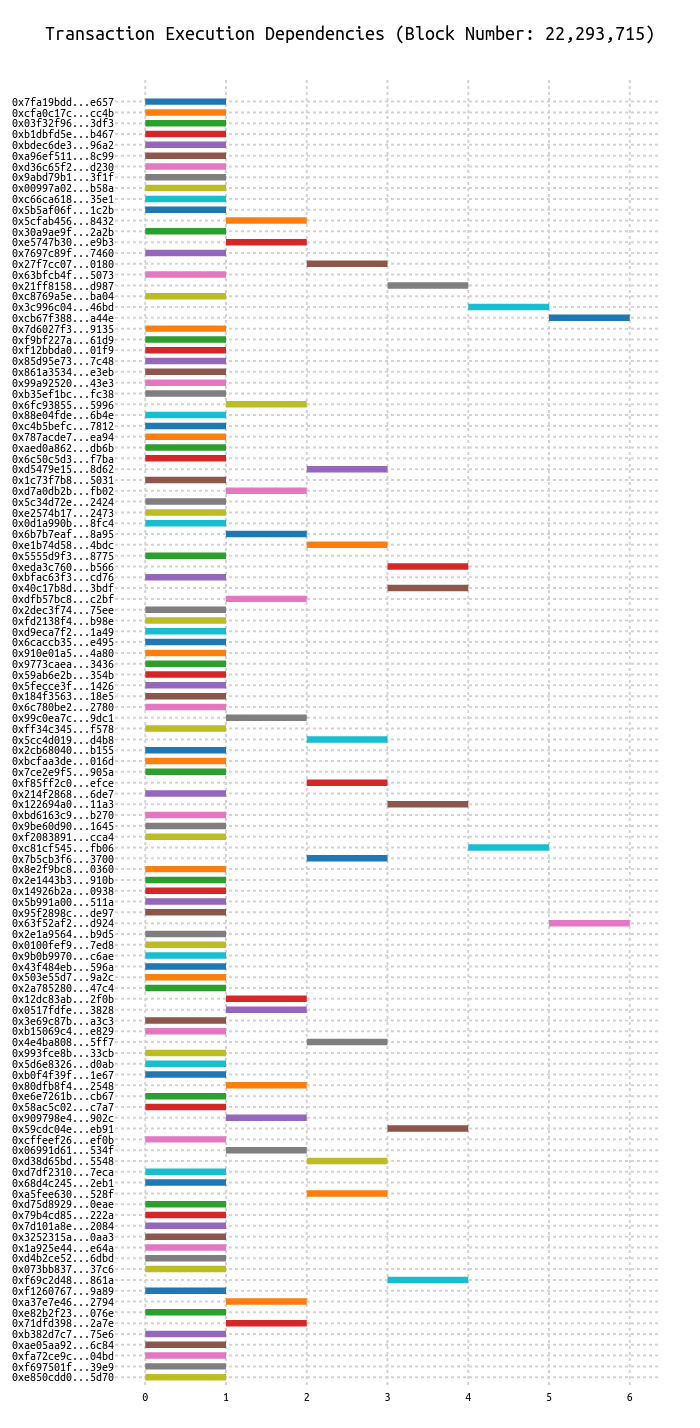 Transaction Execution Dependencies (Block Number: 22,293,715)
0x7fa19bdd...e657
0xcfa0c17c...cc4b
0x03f32f96...3df3
0xb1dbfd5e...b467
0xbdec6de3...96a2
0xa96ef511...8c99
0xd36c65f2...d230
0x9abd79b1...3f1f
0x00997a02...b58a
0xc66ca618...35e1
0x5b5af06f...1c2b
0x5cfab456...8432
0x30a9ae9f...2a2b
0xe5747b30...e9b3
0x7697c89f...7460
0x27f7cc07...0180
0x63bfcb4f...5073
0x21ff8158...d987
0xc8769a5e...ba04
0x3c996c04...46bd
0xcb67f388...a44e
0x7d6027f3...9135
0xf9bf227a...61d9
0xf12bbda0...01f9
0x85d95e73...7c48
0x861a3534...e3eb
0x99a92520...43e3
0xb35ef1bc...fc38
0x6fc93855...5996
0x88e04fde...6b4e
0xc4b5befc...7812
0x787acde7...ea94
0xaed0a862...db6b
0x6c50c5d3...f7ba
0xd5479e15...8d62
0x1c73f7b8...5031
0xd7a0db2b...fb02
0x5c34d72e...2424
0xe2574b17...2473
0x0d1a990b...8fc4
0x6b7b7eaf...8a95
0xe1b74d58...4bdc
0x5555d9f3...8775
0xeda3c760...b566
0xbfac63f3...cd76
0x40c17b8d...3bdf
0xdfb57bc8...c2bf
0x2dec3f74...75ee
0xfd2138f4...b98e
0xd9eca7f2...1a49
0x6caccb35...e495
0x910e01a5...4a80
0x9773caea...3436
0x59ab6e2b...354b
0x5fecce3f...1426
0x184f3563...18e5
0x6c780be2...2780
0x99c0ea7c...9dc1
0xff34c345...f578
0x5cc4d019...d4b8
0x2cb68040...b155
0xbcfaa3de...016d
0x7ce2e9f5...905a
0xf85ff2c0...efce
0x214f2868...6de7
0x122694a0...11a3
0xbd6163c9...b270
0x9be60d90...1645
0xf2083891...cca4
0xc81cf545...fb06
0x7b5cb3f6...3700
0x8e2f9bc8...0360
0x2e1443b3...910b
0x14926b2a...0938
0x5b991a00...511a
0x95f2898c...de97
0x63f52af2...d924
0x2e1a9564...b9d5
0x0100fef9...7ed8
0x9b0b9970...c6ae
0x43f484eb...596a
0x503e55d7...9a2c
0x2a785280...47c4
0x12dc83ab...2f0b
0x0517fdfe...3828
0x3e69c87b...a3c3
0xb15069c4...e829
0x4e4ba808...5ff7
0x993fce8b...33cb
0x5d6e8326...d0ab
0xb0f4f39f...1e67
0x80dfb8f4...2548
0xe6e7261b...cb67
0x58ac5c02...c7a7
0x909798e4...902c
0x59cdc04e...eb91
0xcffeef26...ef0b
0x06991d61...534f
0xd38d65bd...5548
0xd7df2310...7eca
0x68d4c245...2eb1
0xa5fee630...528f
0xd75d8929...0eae
0x79b4cd85...222a
0x7d101a8e...2084
0x3252315a...0aa3
0x1a925e44...e64a
0xd4b2ce52...6dbd
0x073bb837...37c6
0xf69c2d48...861a
0xf1260767...9a89
0xa37e7e46...2794
0xe82b2f23...076e
0x71dfd398...2a7e
0xb382d7c7...75e6
0xae05aa92...6c84
0xfa72ce9c...04bd
0xf697501f...39e9
0xe850cdd0...5d70
0 1 2 3 4 5 6